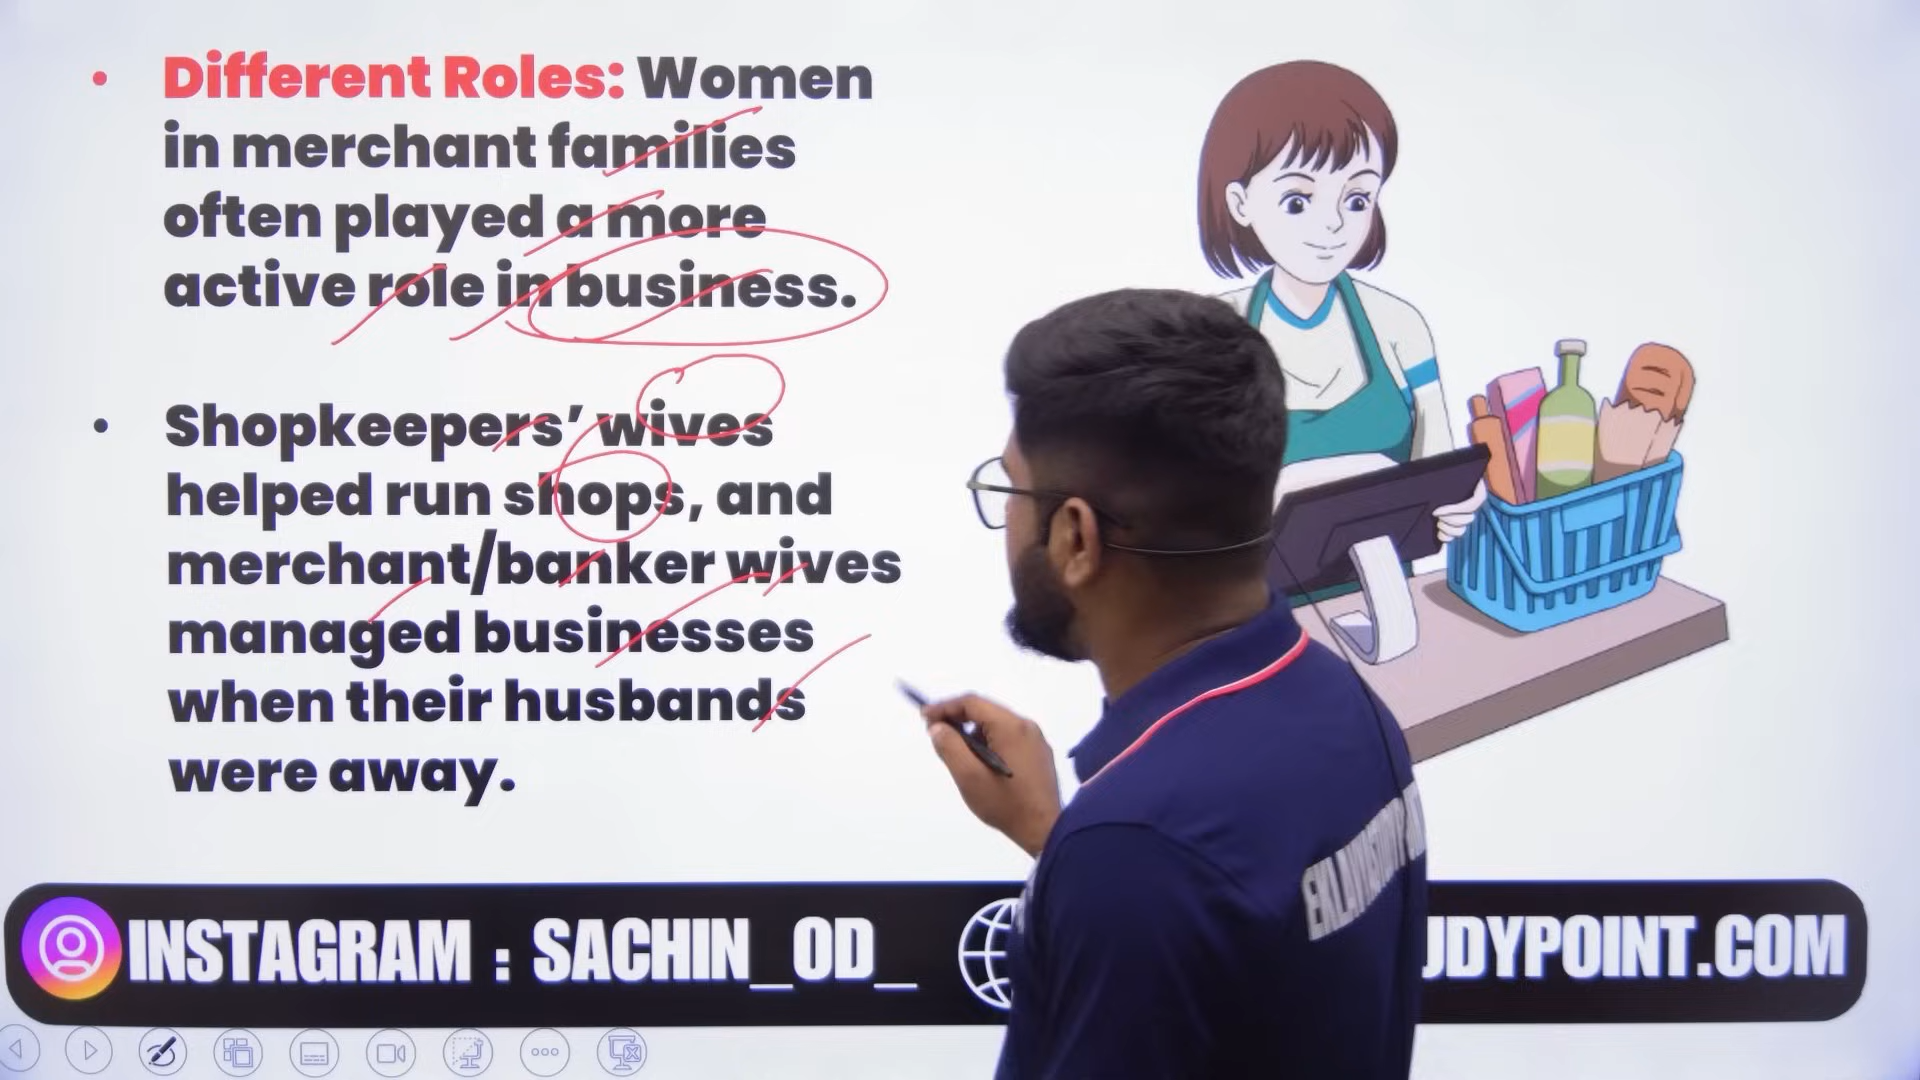 Different Roles: Women
in merchant families
often played a more
active role in business.
Shopkeepers’ wives
helped run shops, and
merchant/banker wives
managed businesses
when their husbands
were away.
INSTAGRAM : SACHIN_OD_
UDYPOINT.COM